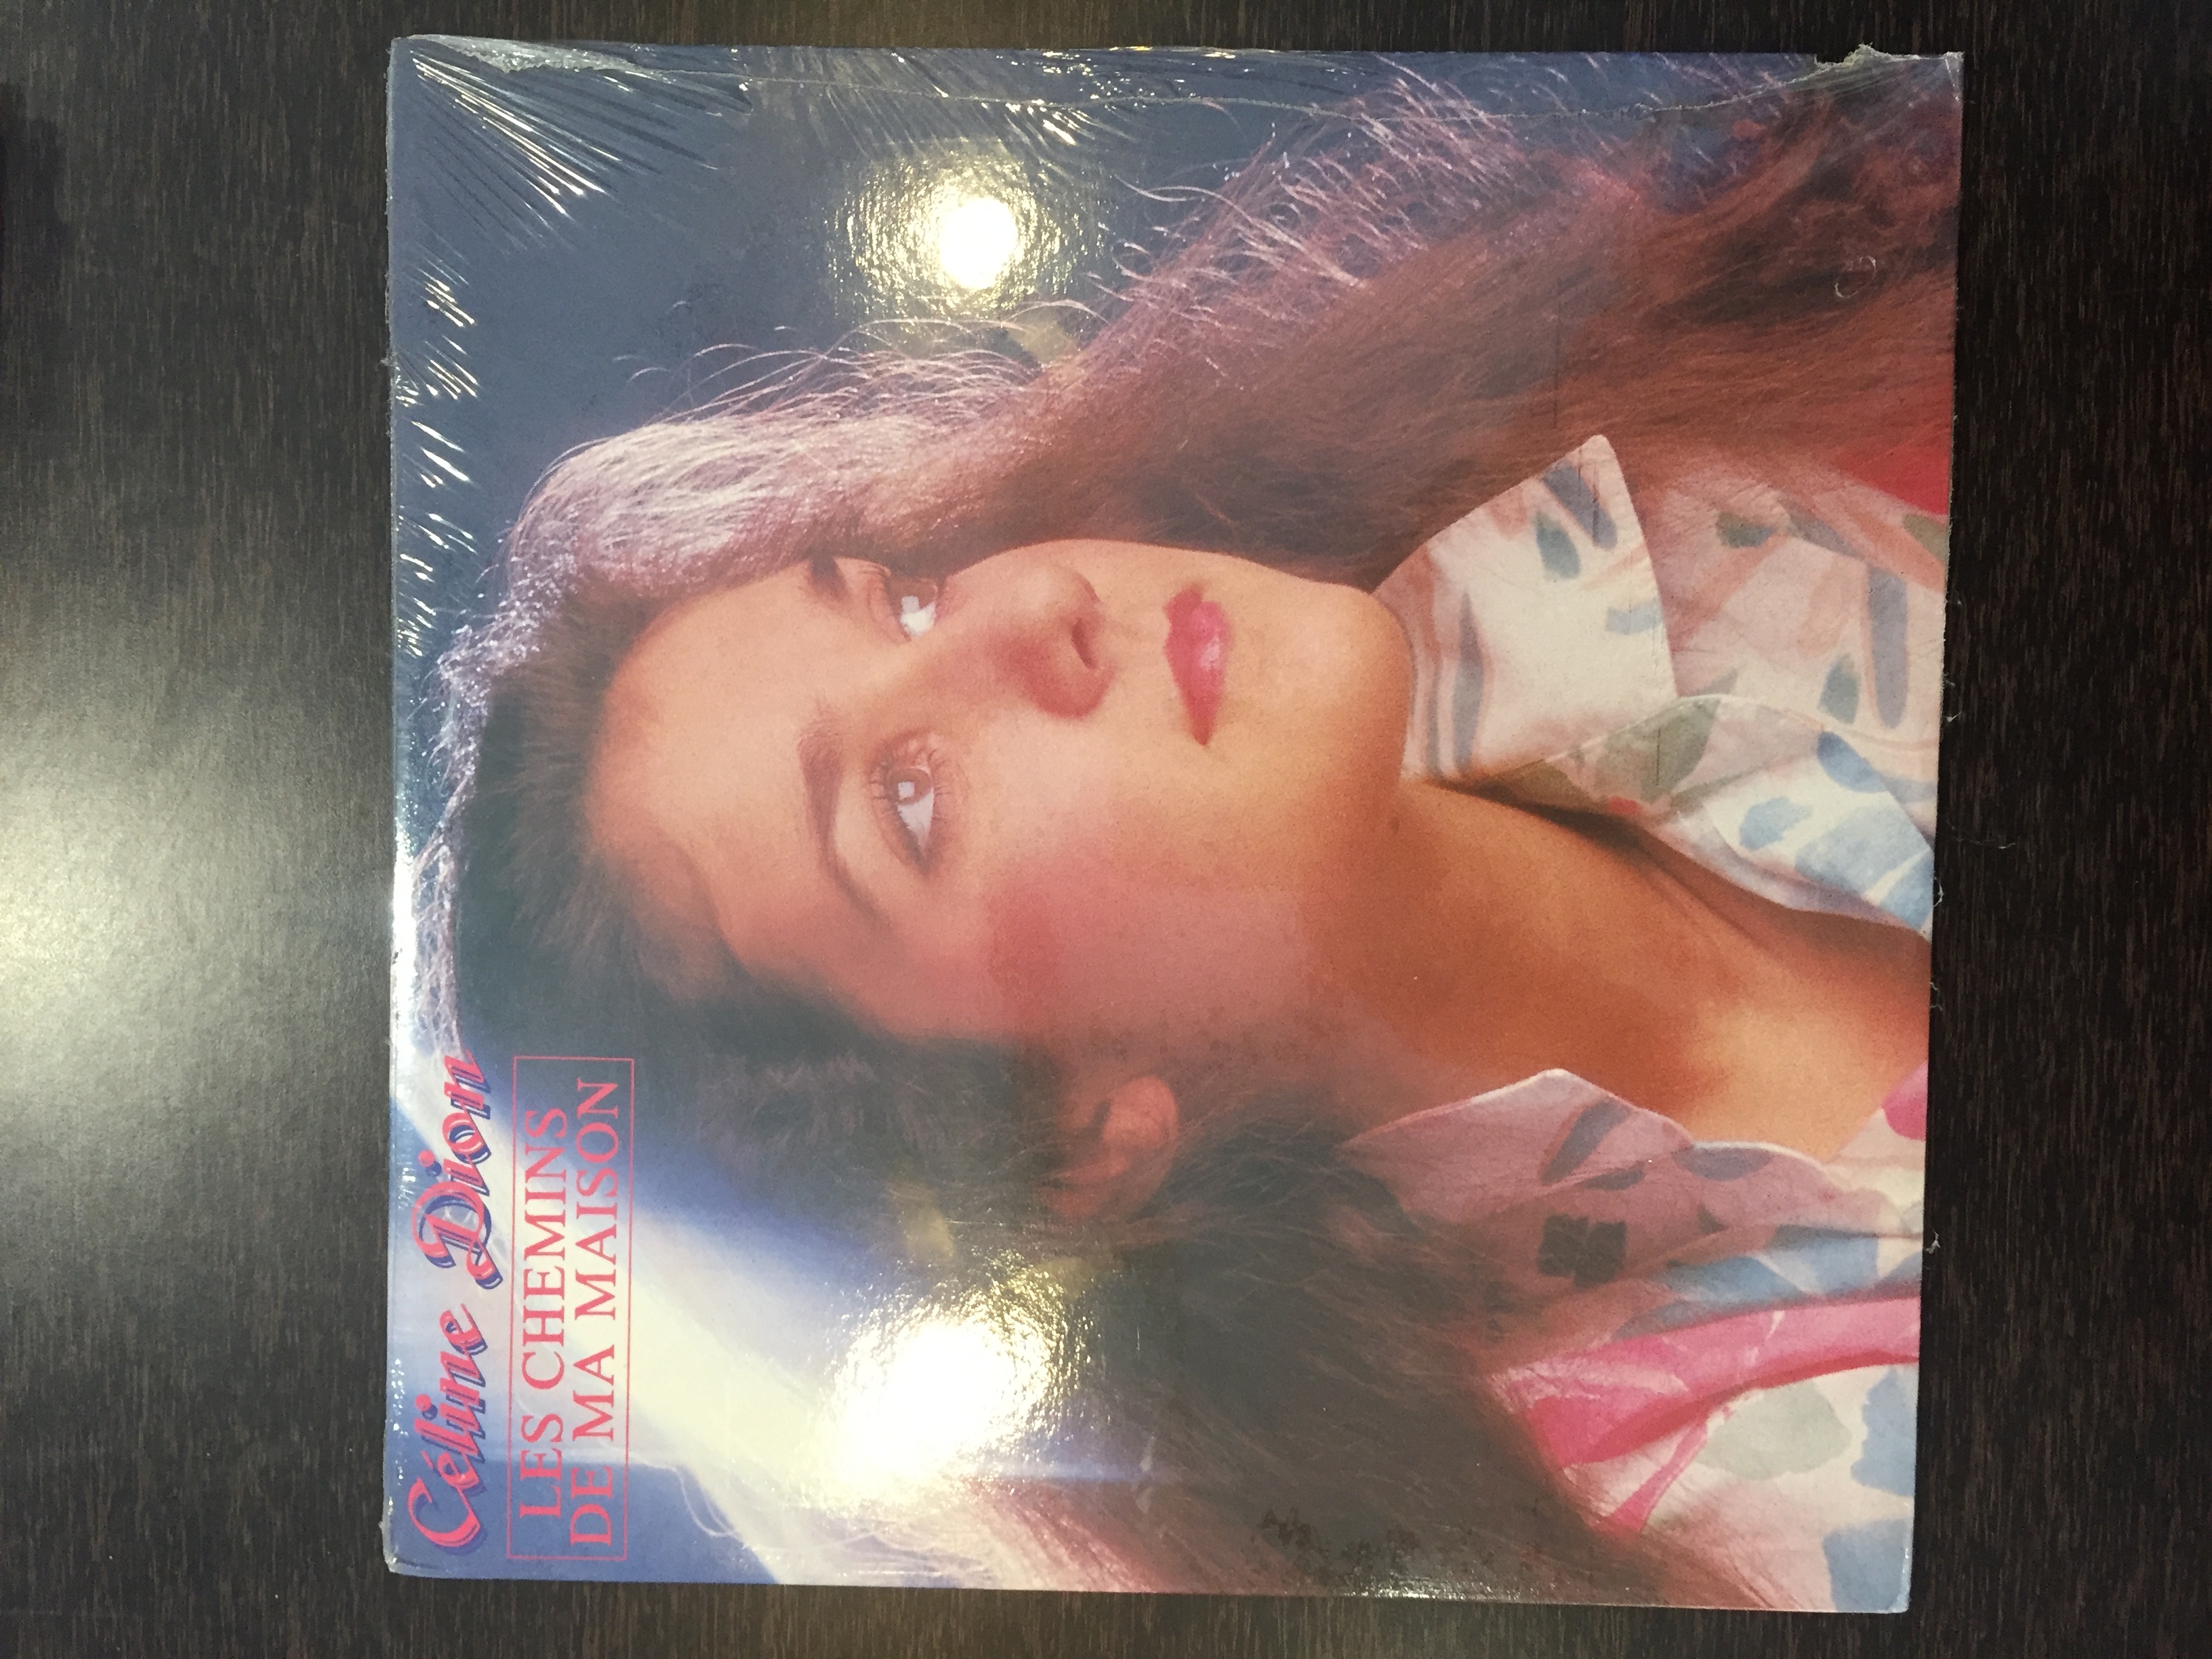 Céline Dion
LES CHEMINS
DE MA MAISON